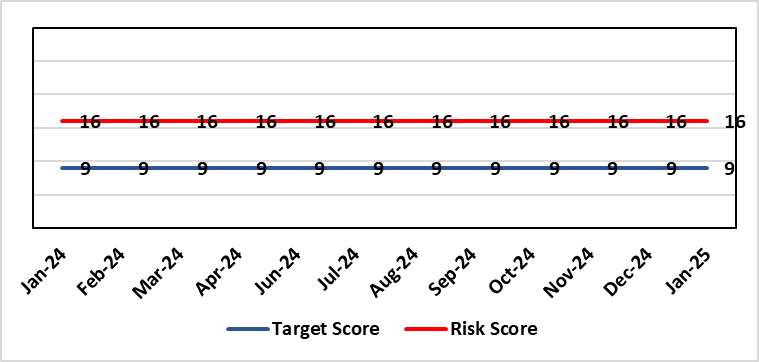 16 16 16 16 16 16 16 16 16 16 16 16
9 9 9 9 9 9 9 9 9 9 9 9
Jan-24 Feb-24 Mar-24 Apr-24 Jun-24 Jul-24 Aug-24 Sep-24 Oct-24 Nov-24 Dec-24 Jan-25
Target Score Risk Score